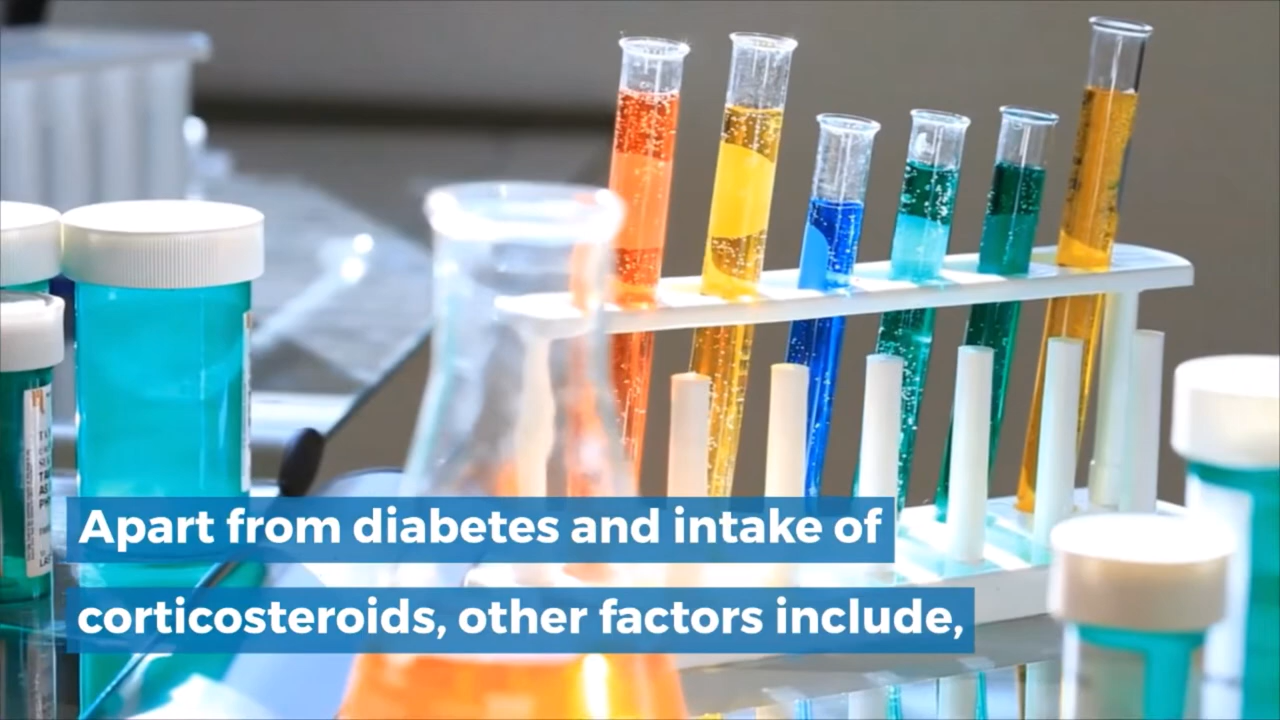 Apart from diabetes and intake of
corticosteroids, other factors include,